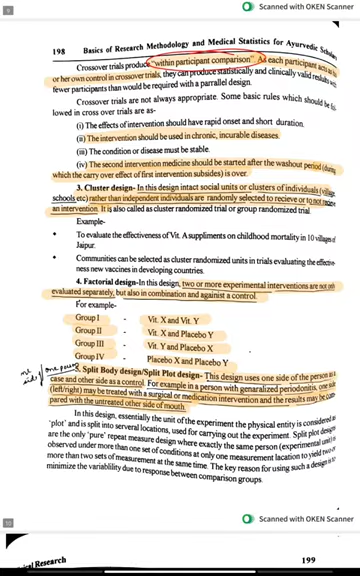 9
Scanned with OKEN Scanner
198 Basics of Research Methodology and Medical Statistics for Ayurvedic Scholars
Crossover trials produce "within participant comparison". As each participant acts as his
or her own control in crossover trials, they can produce statistically and clinically valid results with
fewer participants than would be required with a parrallel design.
Crossover trials are not always appropriate. Some basic rules which should be fol-
lowed in cross over trials are-
(i) The effects of intervention should have rapid onset and short duration.
(ii) The intervention should be used in chronic, incurable diseases.
(iii) The condition or disease must be stable.
(iv) The second intervention medicine should be started after the washout period (during
which the carry over effect of first intervention subsides) is over.
3. Cluster design- In this design intact social units or clusters of individuals (village,
schools etc) rather than independent individuals are randomly selected to recieve or to not receive
an intervention. It is also called as cluster randomized trial or group randomized trial.
Example-
• To evaluate the effectiveness of Vit. A suppliments on childhood mortality in 10 villages of
Jaipur.
• Communities can be selected as cluster randomized units in trials evaluating the effective-
ness new vaccines in developing countries.
4. Factorial design-In this design, two or more experimental interventions are not only
evaluated separately, but also in combination and againist a control.
For example-
Group I - Vit. X and Vit. Y
Group II - Vit. X and Placebo Y
Group III - Vit. Y and Placebo X
Group IV - Placebo X and Placebo Y
one side of one person
5. Split Body design/Split Plot design- This design uses one side of the person as a
case and other side as a control. For example in a person with genaralized periodontitis, one side
(left/right) may be treated with a surgical or medication intervention and the results may be com-
pared with the untreated other side of mouth.
In this design, essentially the unit of the experiment the physical entity is considered as
'plot' and is split into serveral locations, used for carrying out the experiment. Split plot designs
are the only 'pure' repeat measure design where exactly the same person (experimental unit) is
observed under more than one set of conditions at only one measurement lacation to yield two or
more than two sets of measurement at the same time. The key reason for using such a design is to
minimize the variablility due to response between comparison groups.
10
Scanned with OKEN Scanner
Research 199